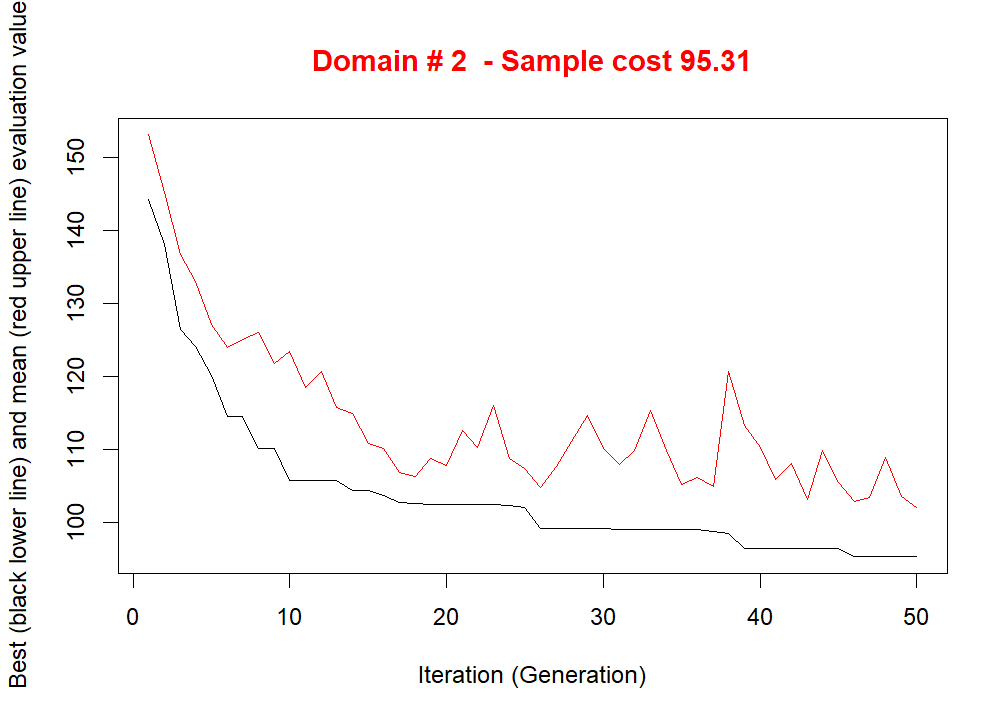 Domain # 2  - Sample cost 95.31
Best (black lower line) and mean (red upper line) evaluation value
150
140
130
120
110
100
0 10 20 30 40 50
Iteration (Generation)